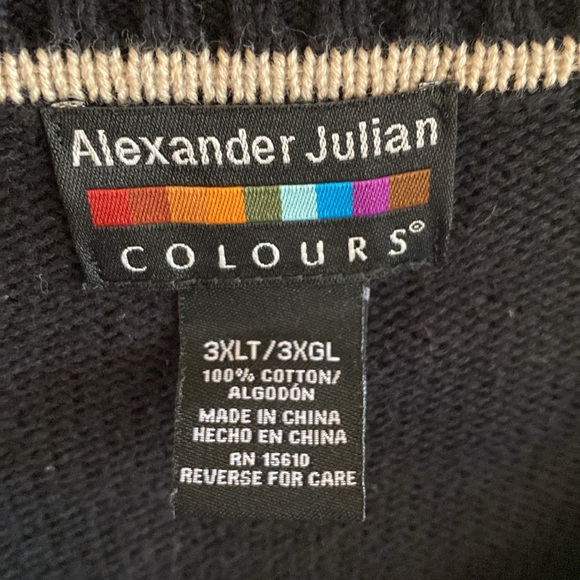 Alexander Julian
COLOURS®
3XLT/3XGL
100% COTTON/
ALGODÓN
MADE IN CHINA
HECHO EN CHINA
RN 15610
REVERSE FOR CARE